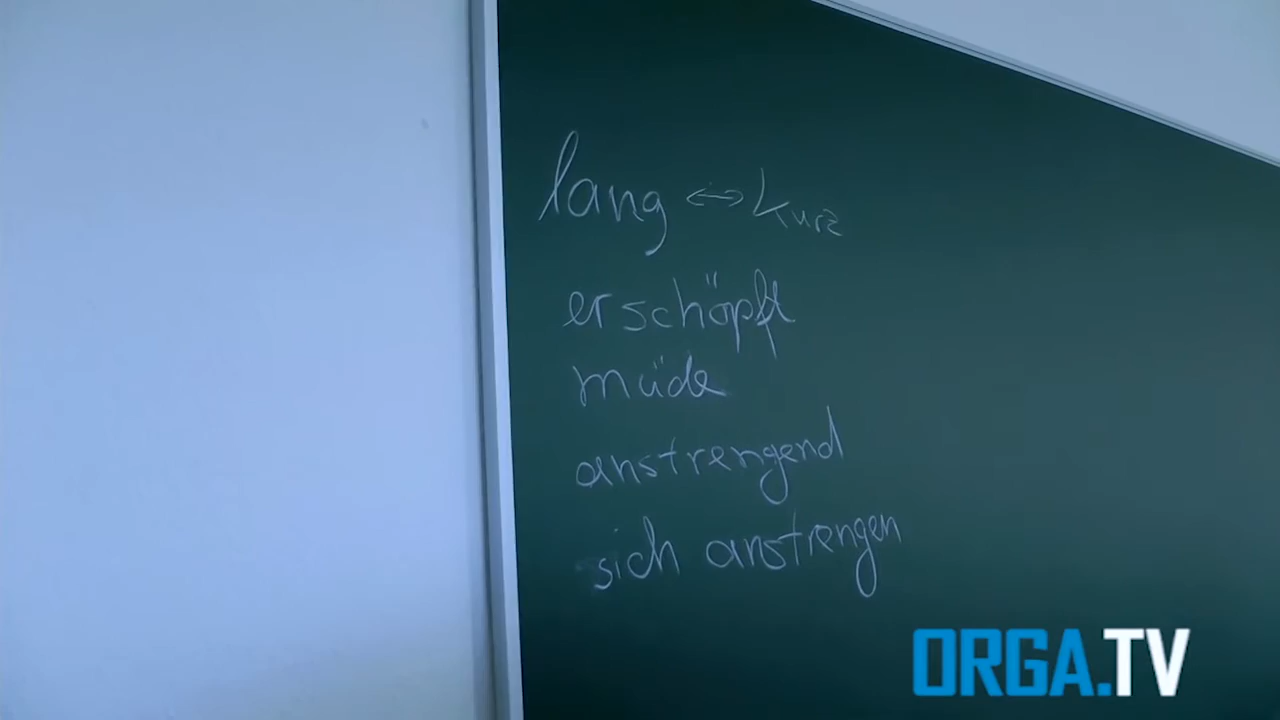 lang ↔ kurz
erschöpft
müde
anstrengend
sich anstrengen
ORGA.TV